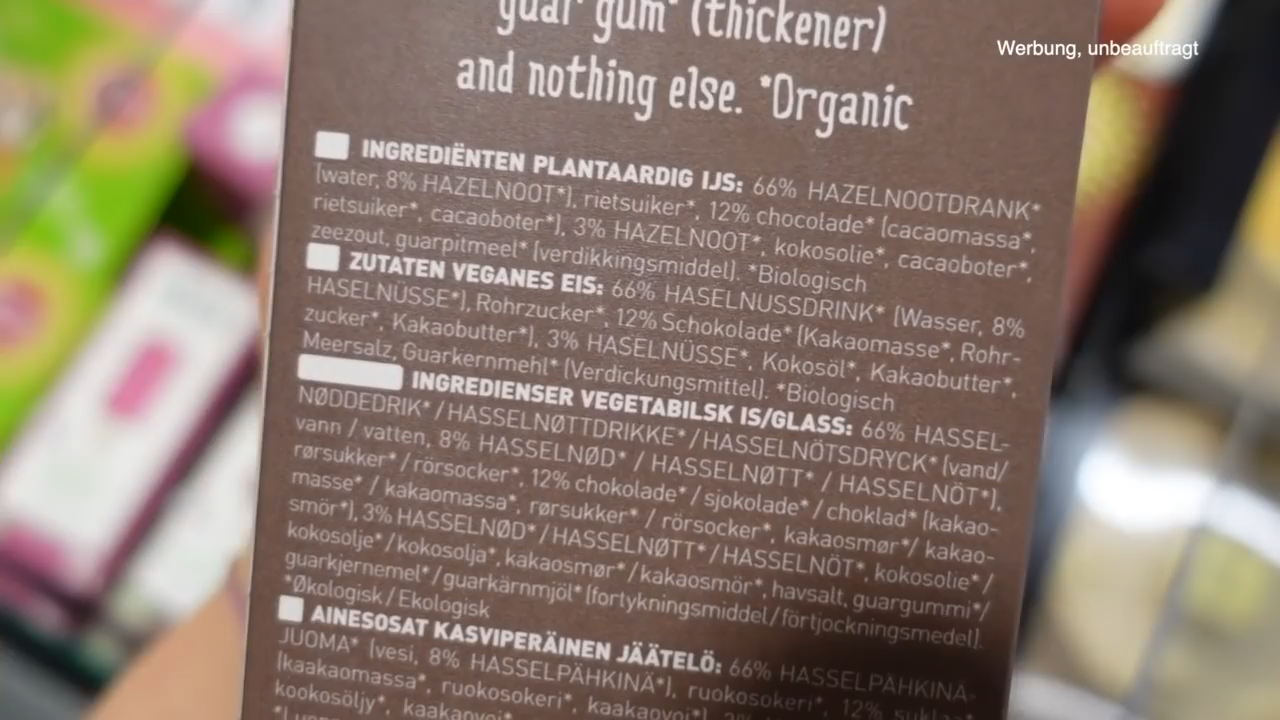 guar gum* (thickener)
Werbung, unbeauftragt
and nothing else. *Organic
INGREDIËNTEN PLANTAARDIG IJS: 66% HAZELNOOTDRANK*
(water, 8% HAZELNOOT*), rietsuiker*, 12% chocolade* (cacaomassa*,
rietsuiker*, cacaoboter*), 3% HAZELNOOT*, kokosolie*, cacaoboter*,
zeezout, guarpitmeel* (verdikkingsmiddel). *Biologisch
ZUTATEN VEGANES EIS: 66% HASELNUSSDRINK* (Wasser, 8%
HASELNÜSSE*), Rohrzucker*, 12% Schokolade* (Kakaomasse*, Rohr-
zucker*, Kakaobutter*), 3% HASELNÜSSE*, Kokosöl*, Kakaobutter*,
Meersalz, Guarkernmehl* (Verdickungsmittel). *Biologisch
INGREDIENSER VEGETABILSK IS/GLASS: 66% HASSEL-
NØDDEDRIK*/HASSELNØTTDRIKKE*/HASSELNÖTSDRYCK* (vand/
vann / vatten, 8% HASSELNØD* / HASSELNØTT* / HASSELNÖT*),
rørsukker* / rörsocker*, 12% chokolade* / sjokolade* / choklad* (kakao-
masse* / kakaomassa*, rørsukker* / rörsocker*, kakaosmør*/ kakao-
smör*), 3% HASSELNØD*/HASSELNØTT*/HASSELNÖT*, kokosolie*/
kokosolje*/kokosolja*, kakaosmør*/kakaosmör*, havsalt, guargummi*/
guarkjernemel*/guarkärnmjöl* (fortykningsmiddel/förtjockningsmedel).
*Økologisk/Ekologisk
AINESOSAT KASVIPERÄINEN JÄÄTELÖ: 66% HASSELPÄHKINÄ-
JUOMA* (vesi, 8% HASSELPÄHKINÄ*), ruokosokeri*, 12% suklaa*
(kaakaomassa*, ruokosokeri*, kaakaovoi*),
kookosöljy*, kaakaovoi*,